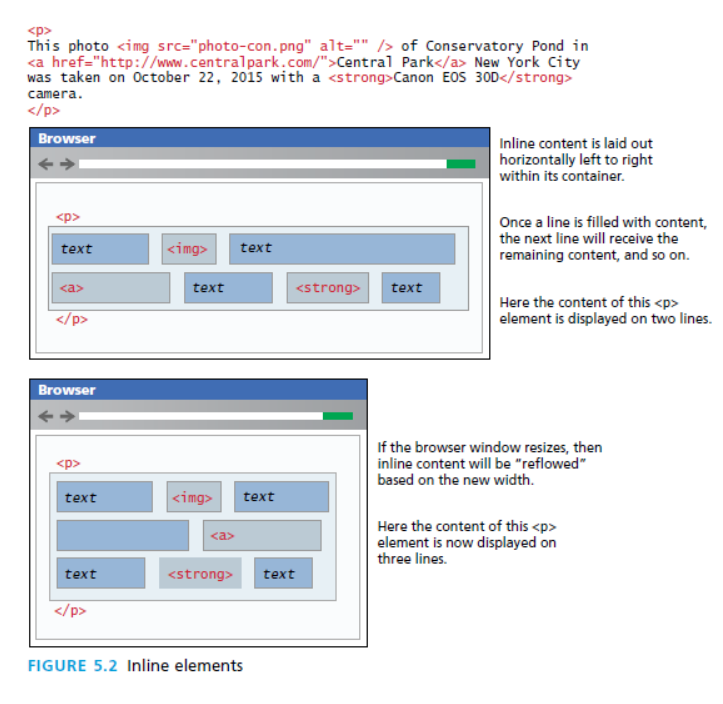 <p>
This photo <img src="photo-con.png" alt="" /> of Conservatory Pond in
<a href="http://www.centralpark.com/">Central Park</a> New York City
was taken on October 22, 2015 with a <strong>Canon EOS 30D</strong>
camera.
</p>
Browser
Inline content is laid out
horizontally left to right
within its container.
<p>
text <img> text
<a> text <strong> text
</p>
Once a line is filled with content,
the next line will receive the
remaining content, and so on.
Here the content of this <p>
element is displayed on two lines.
Browser
<p>
text <img> text
<a>
text <strong> text
</p>
If the browser window resizes, then
inline content will be “reflowed”
based on the new width.
Here the content of this <p>
element is now displayed on
three lines.
FIGURE 5.2 Inline elements